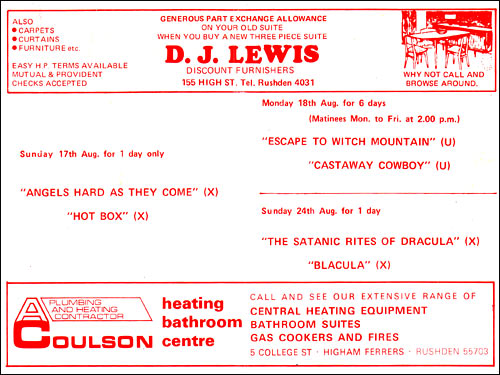 ALSO
• CARPETS
• CURTAINS
• FURNITURE etc.
EASY H.P. TERMS AVAILABLE
MUTUAL & PROVIDENT
CHECKS ACCEPTED
GENEROUS PART EXCHANGE ALLOWANCE
ON YOUR OLD SUITE
WHEN YOU BUY A NEW THREE PIECE SUITE
D. J. LEWIS
DISCOUNT FURNISHERS
155 HIGH ST. Tel. Rushden 4031
WHY NOT CALL AND
BROWSE AROUND.
Sunday 17th Aug. for 1 day only
"ANGELS HARD AS THEY COME" (X)
"HOT BOX" (X)
Monday 18th Aug. for 6 days
(Matinees Mon. to Fri. at 2.00 p.m.)
"ESCAPE TO WITCH MOUNTAIN" (U)
"CASTAWAY COWBOY" (U)
Sunday 24th Aug. for 1 day
"THE SATANIC RITES OF DRACULA" (X)
"BLACULA" (X)
A
PLUMBING
AND HEATING
CONTRACTOR
COULSON
heating
bathroom
centre
CALL AND SEE OUR EXTENSIVE RANGE OF
CENTRAL HEATING EQUIPMENT
BATHROOM SUITES
GAS COOKERS AND FIRES
5 COLLEGE ST · HIGHAM FERRERS · RUSHDEN 55703